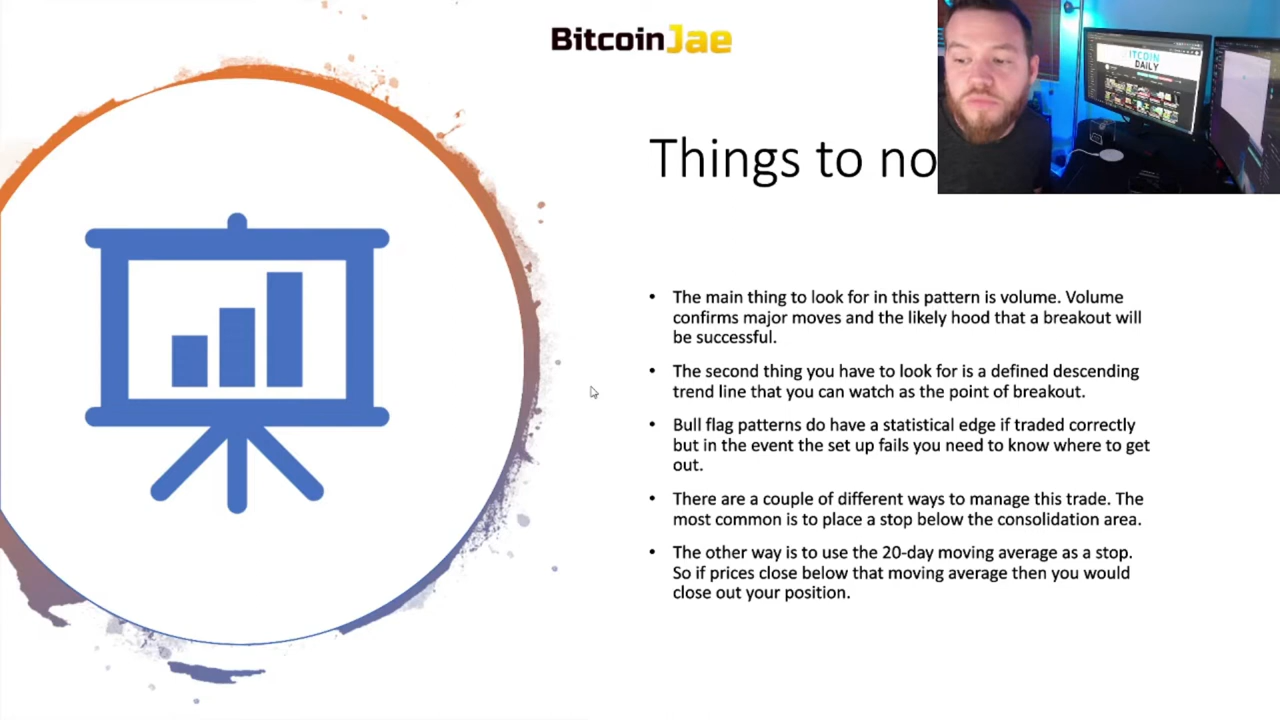 BitcoinJae
ITCOIN
DAILY
Things to no
• The main thing to look for in this pattern is volume. Volume
confirms major moves and the likely hood that a breakout will
be successful.
• The second thing you have to look for is a defined descending
trend line that you can watch as the point of breakout.
• Bull flag patterns do have a statistical edge if traded correctly
but in the event the set up fails you need to know where to get
out.
• There are a couple of different ways to manage this trade. The
most common is to place a stop below the consolidation area.
• The other way is to use the 20-day moving average as a stop.
So if prices close below that moving average then you would
close out your position.